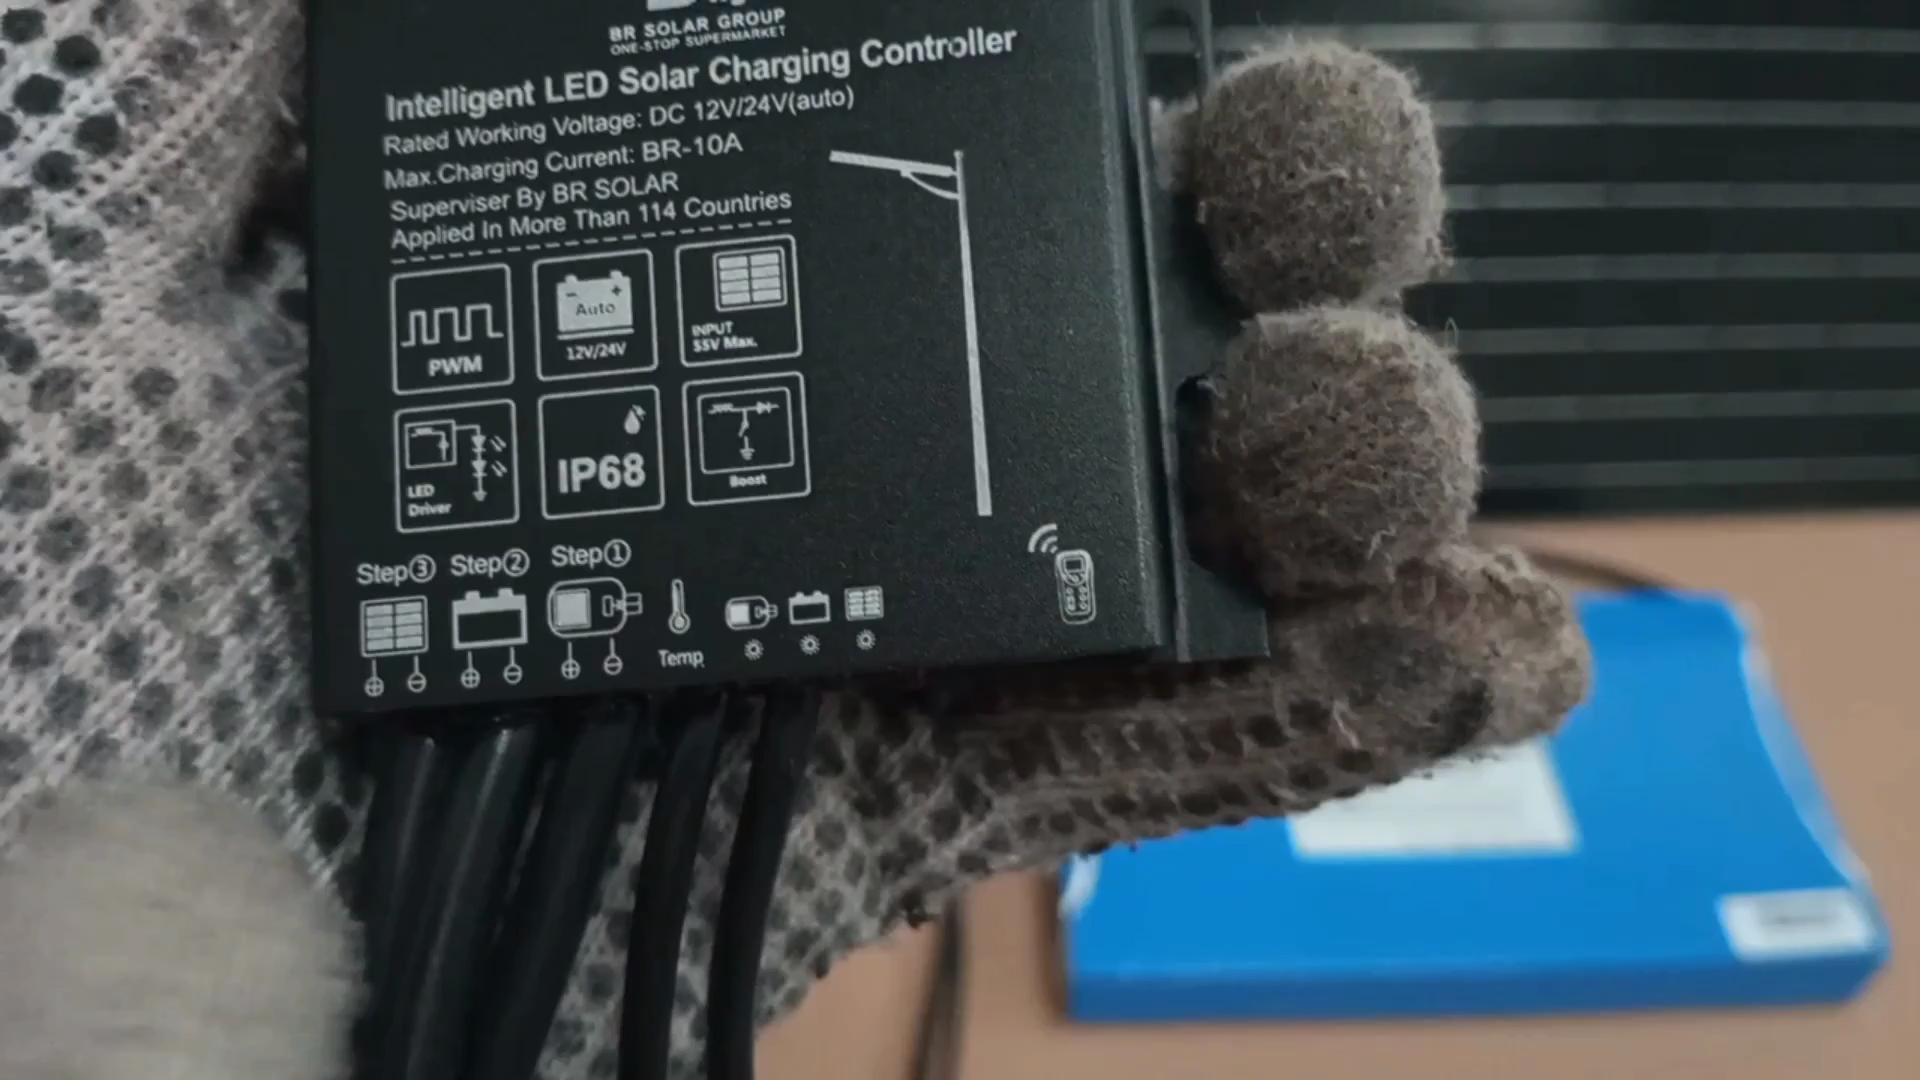 BR SOLAR GROUP
ONE-STOP SUPERMARKET
Intelligent LED Solar Charging Controller
Rated Working Voltage: DC 12V/24V(auto)
Max.Charging Current: BR-10A
Superviser By BR SOLAR
Applied In More Than 114 Countries
PWM
Auto
12V/24V
INPUT
55V Max.
LED
Driver
IP68
Boost
Step③ Step② Step①
Temp